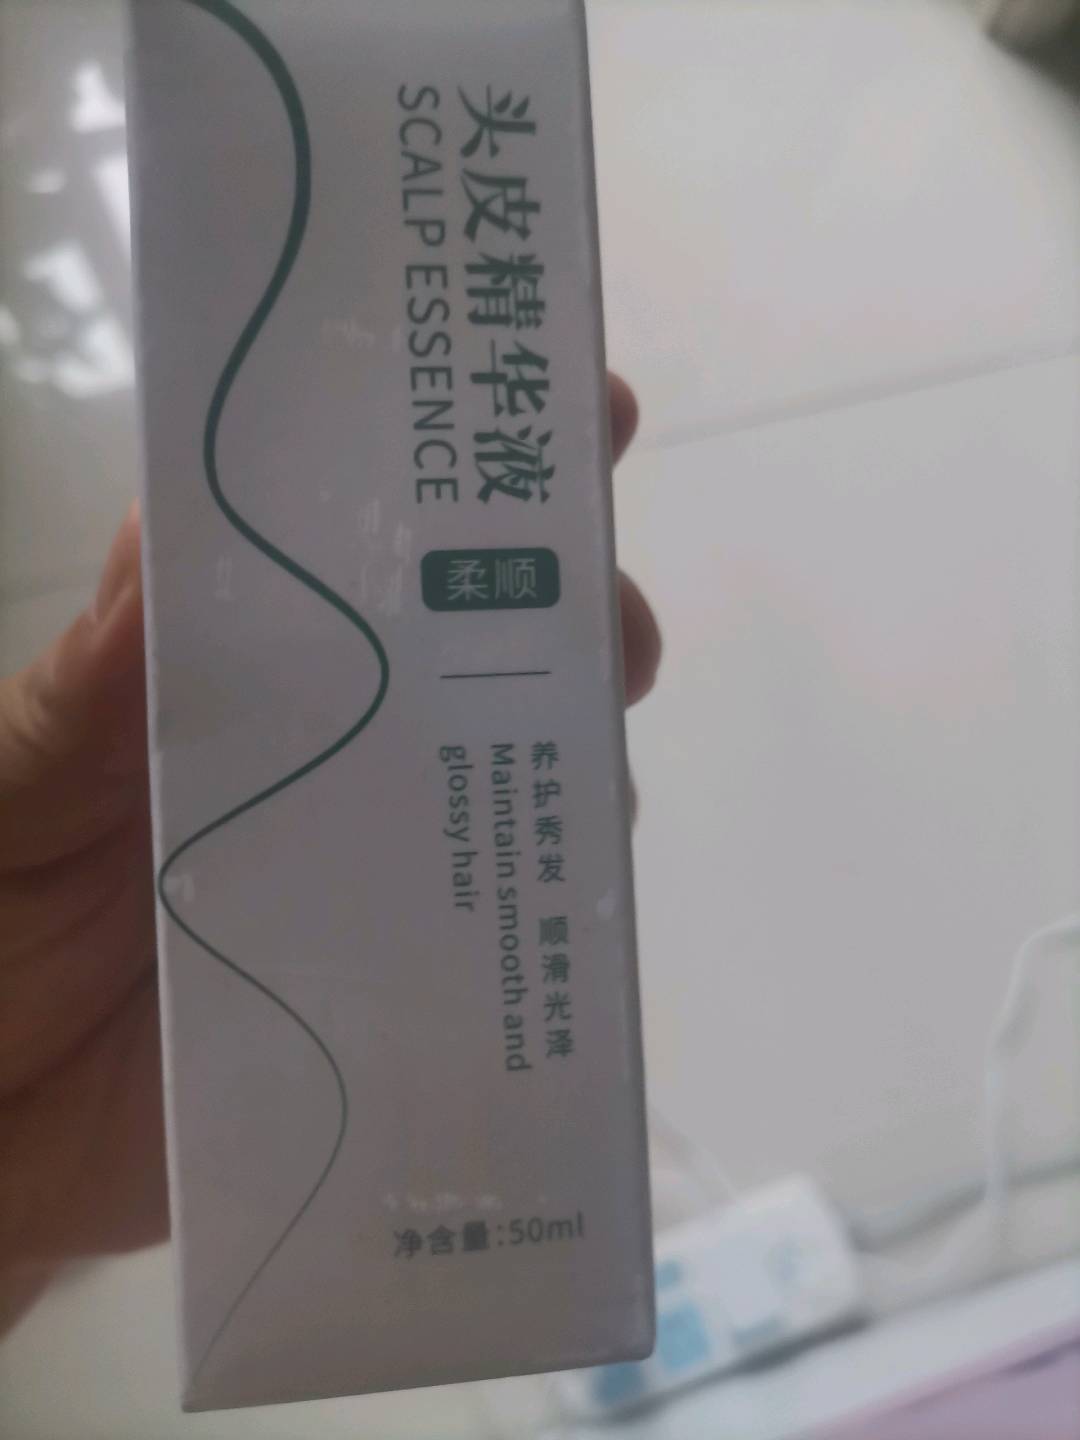 头皮精华液
SCALP ESSENCE
柔顺
养护秀发 顺滑光泽
Maintain smooth and
glossy hair
净含量:50ml